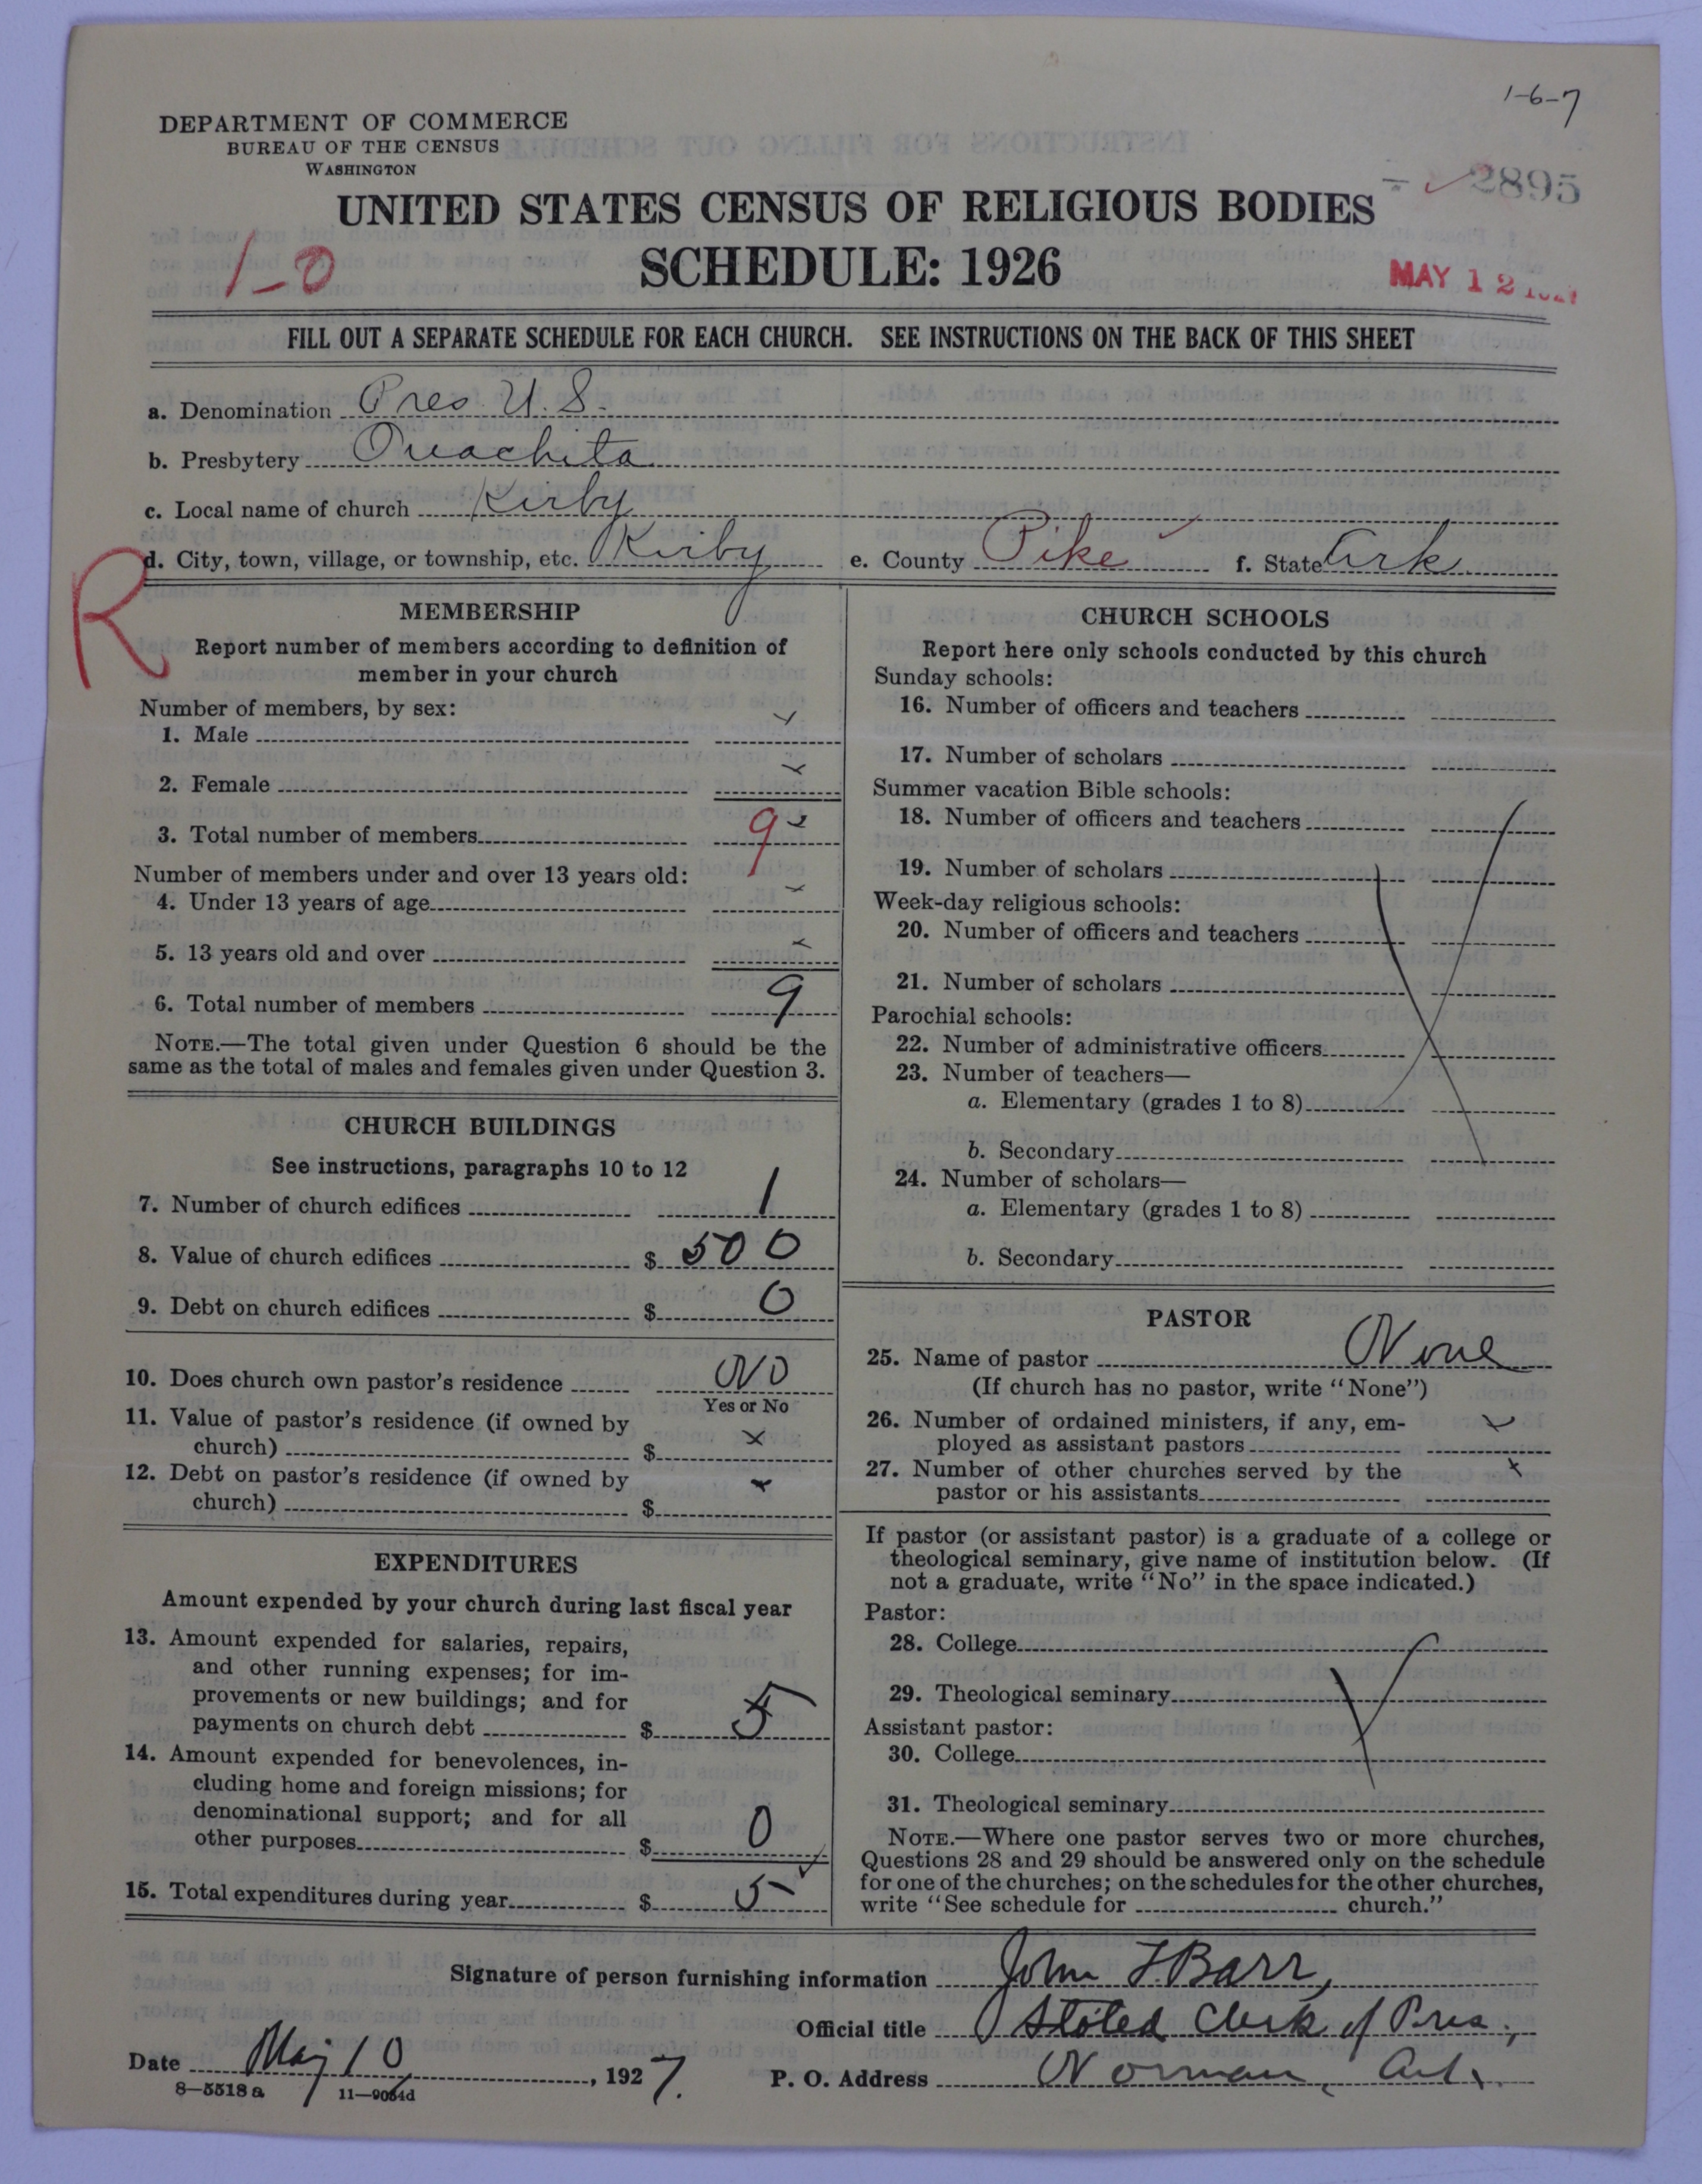 1-6-7
DEPARTMENT OF COMMERCE
BUREAU OF THE CENSUS
WASHINGTON
2895
UNITED STATES CENSUS OF RELIGIOUS BODIES
1-0
SCHEDULE: 1926
MAY 12
FILL OUT A SEPARATE SCHEDULE FOR EACH CHURCH. SEE INSTRUCTIONS ON THE BACK OF THIS SHEET
a. Denomination Pres U.S.
b. Presbytery Ouachita
c. Local name of church Kirby
d. City, town, village, or township, etc. Kirby e. County Pike f. State Ark
R
MEMBERSHIP
Report number of members according to definition of
member in your church
Number of members, by sex:
1. Male x
2. Female x
3. Total number of members 9
Number of members under and over 13 years old:
4. Under 13 years of age x
5. 13 years old and over x
6. Total number of members 9
NOTE.—The total given under Question 6 should be the
same as the total of males and females given under Question 3.
CHURCH BUILDINGS
See instructions, paragraphs 10 to 12
7. Number of church edifices 1
8. Value of church edifices $ 500
9. Debt on church edifices $ 0
10. Does church own pastor's residence NO
Yes or No
11. Value of pastor's residence (if owned by
church) $ x
12. Debt on pastor's residence (if owned by
church) $ x
EXPENDITURES
Amount expended by your church during last fiscal year
13. Amount expended for salaries, repairs,
and other running expenses; for im-
provements or new buildings; and for
payments on church debt $ 5
14. Amount expended for benevolences, in-
cluding home and foreign missions; for
denominational support; and for all
other purposes $ 0
15. Total expenditures during year $ 5
CHURCH SCHOOLS
Report here only schools conducted by this church
Sunday schools:
16. Number of officers and teachers
17. Number of scholars
Summer vacation Bible schools:
18. Number of officers and teachers
19. Number of scholars
Week-day religious schools:
20. Number of officers and teachers
21. Number of scholars
Parochial schools:
22. Number of administrative officers
23. Number of teachers—
a. Elementary (grades 1 to 8)
b. Secondary
24. Number of scholars—
a. Elementary (grades 1 to 8)
b. Secondary
PASTOR
25. Name of pastor None
(If church has no pastor, write "None")
26. Number of ordained ministers, if any, em-
ployed as assistant pastors x
27. Number of other churches served by the
pastor or his assistants x
If pastor (or assistant pastor) is a graduate of a college or
theological seminary, give name of institution below. (If
not a graduate, write "No" in the space indicated.)
Pastor:
28. College
29. Theological seminary
Assistant pastor:
30. College
31. Theological seminary
NOTE.—Where one pastor serves two or more churches,
Questions 28 and 29 should be answered only on the schedule
for one of the churches; on the schedules for the other churches,
write "See schedule for church."
Signature of person furnishing information John F. Barr,
Official title Stated Clerk of Pres.,
Date May 10, 1927.
P. O. Address Norman, Ark.
8—5518 a 11—9064d